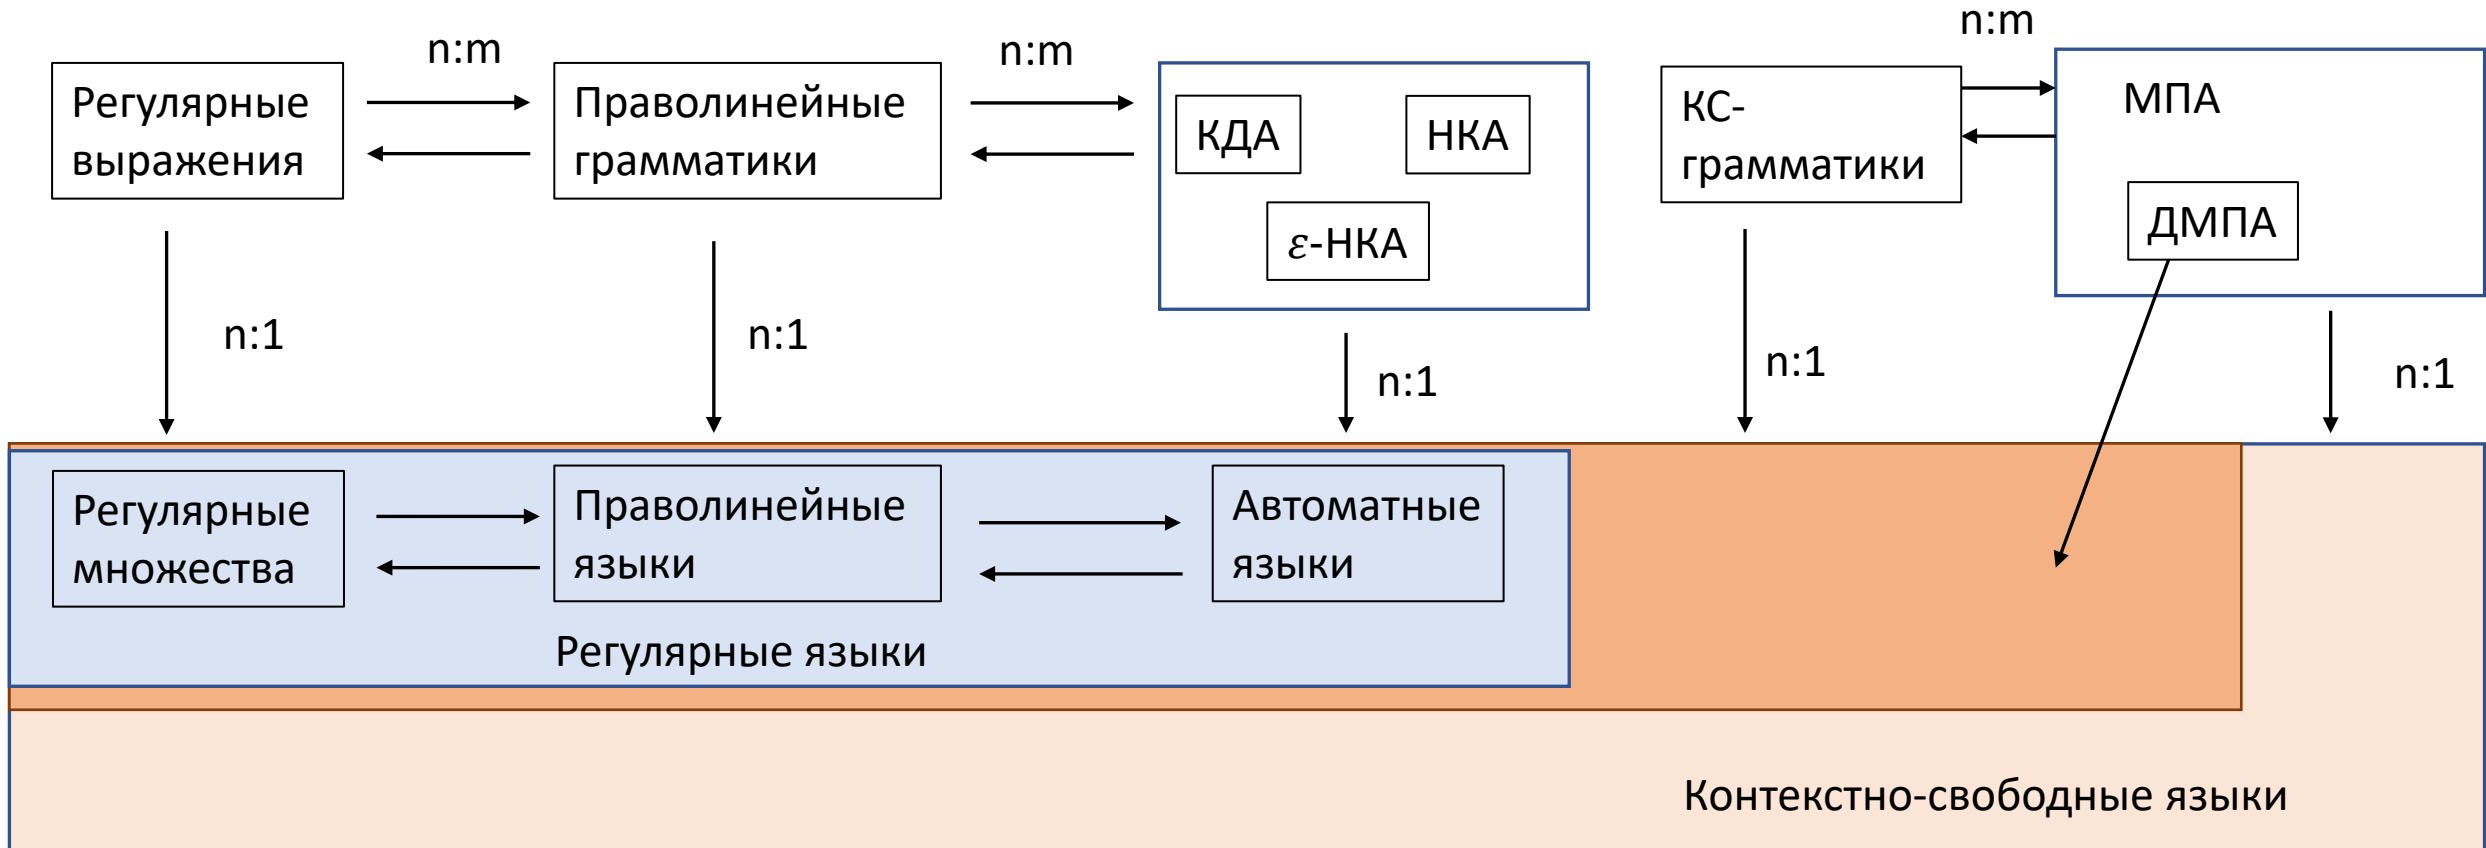 n:m
n:m
n:m
Регулярные
выражения
Праволинейные
грамматики
КДА
НКА
ε-НКА
КС-
грамматики
МПА
ДМПА
n:1
n:1
n:1
n:1
n:1
Регулярные
множества
Праволинейные
языки
Автоматные
языки
Регулярные языки
Контекстно-свободные языки